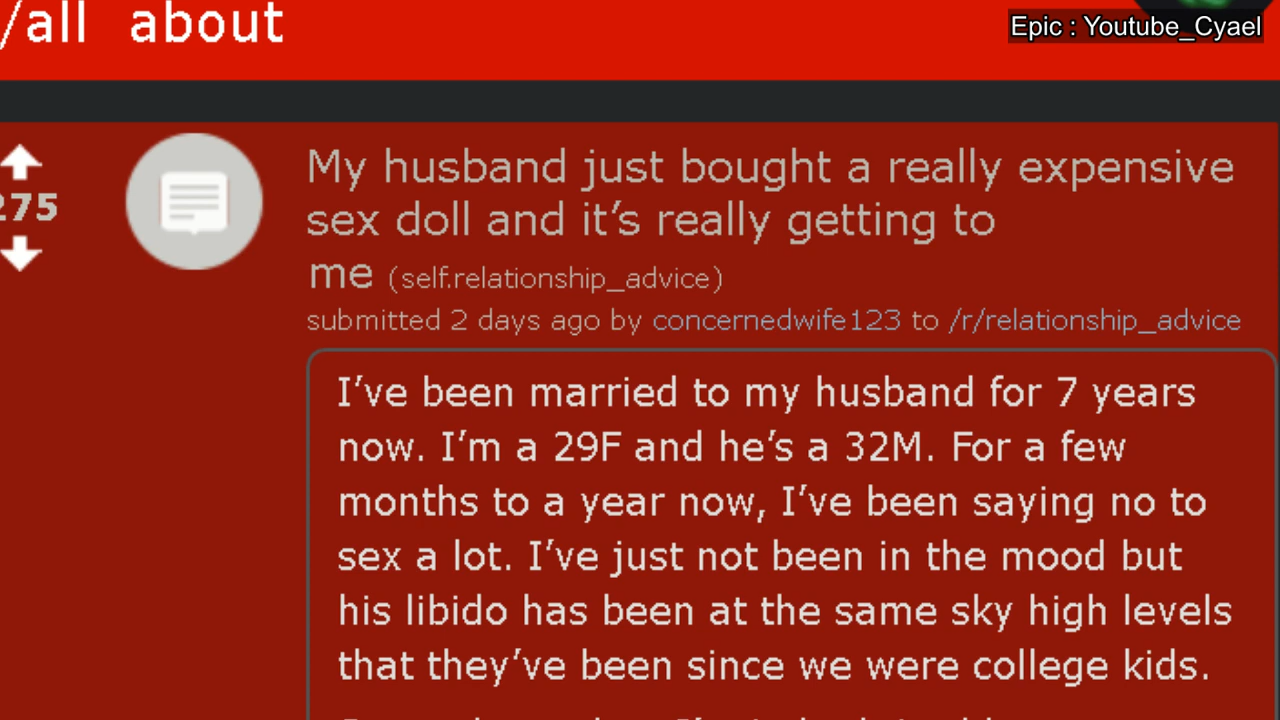 /all about
Epic : Youtube_Cyael
275
My husband just bought a really expensive
sex doll and it’s really getting to
me (self.relationship_advice)
submitted 2 days ago by concernedwife123 to /r/relationship_advice
I’ve been married to my husband for 7 years
now. I’m a 29F and he’s a 32M. For a few
months to a year now, I’ve been saying no to
sex a lot. I’ve just not been in the mood but
his libido has been at the same sky high levels
that they’ve been since we were college kids.